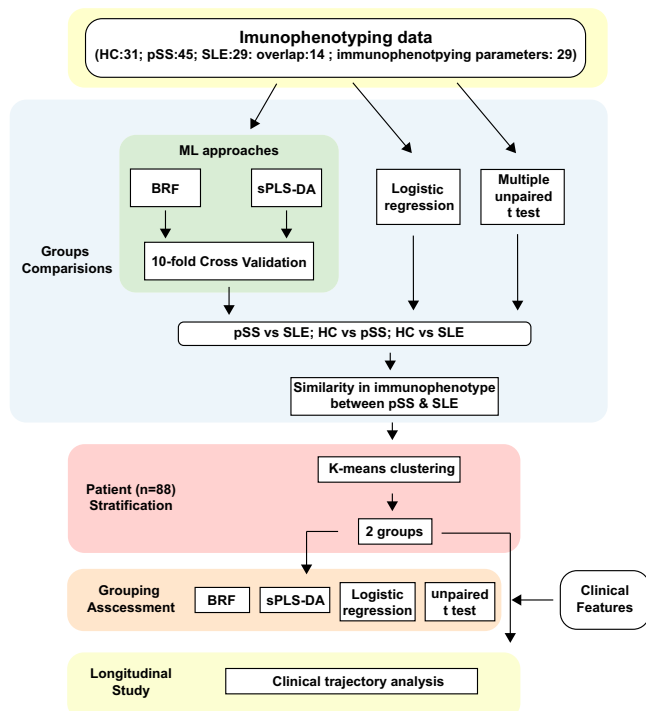 Imunophenotyping data
(HC:31; pSS:45; SLE:29: overlap:14 ; immunophenotpying parameters: 29)
ML approaches
BRF
sPLS-DA
Logistic
regression
Multiple
unpaired
t test
Groups
Comparisions
10-fold Cross Validation
pSS vs SLE; HC vs pSS; HC vs SLE
Similarity in immunophenotype
between pSS & SLE
K-means clustering
Patient (n=88)
Stratification
2 groups
Grouping
Asscessment
BRF
sPLS-DA
Logistic
regression
unpaired
t test
Clinical
Features
Longitudinal
Study
Clinical trajectory analysis